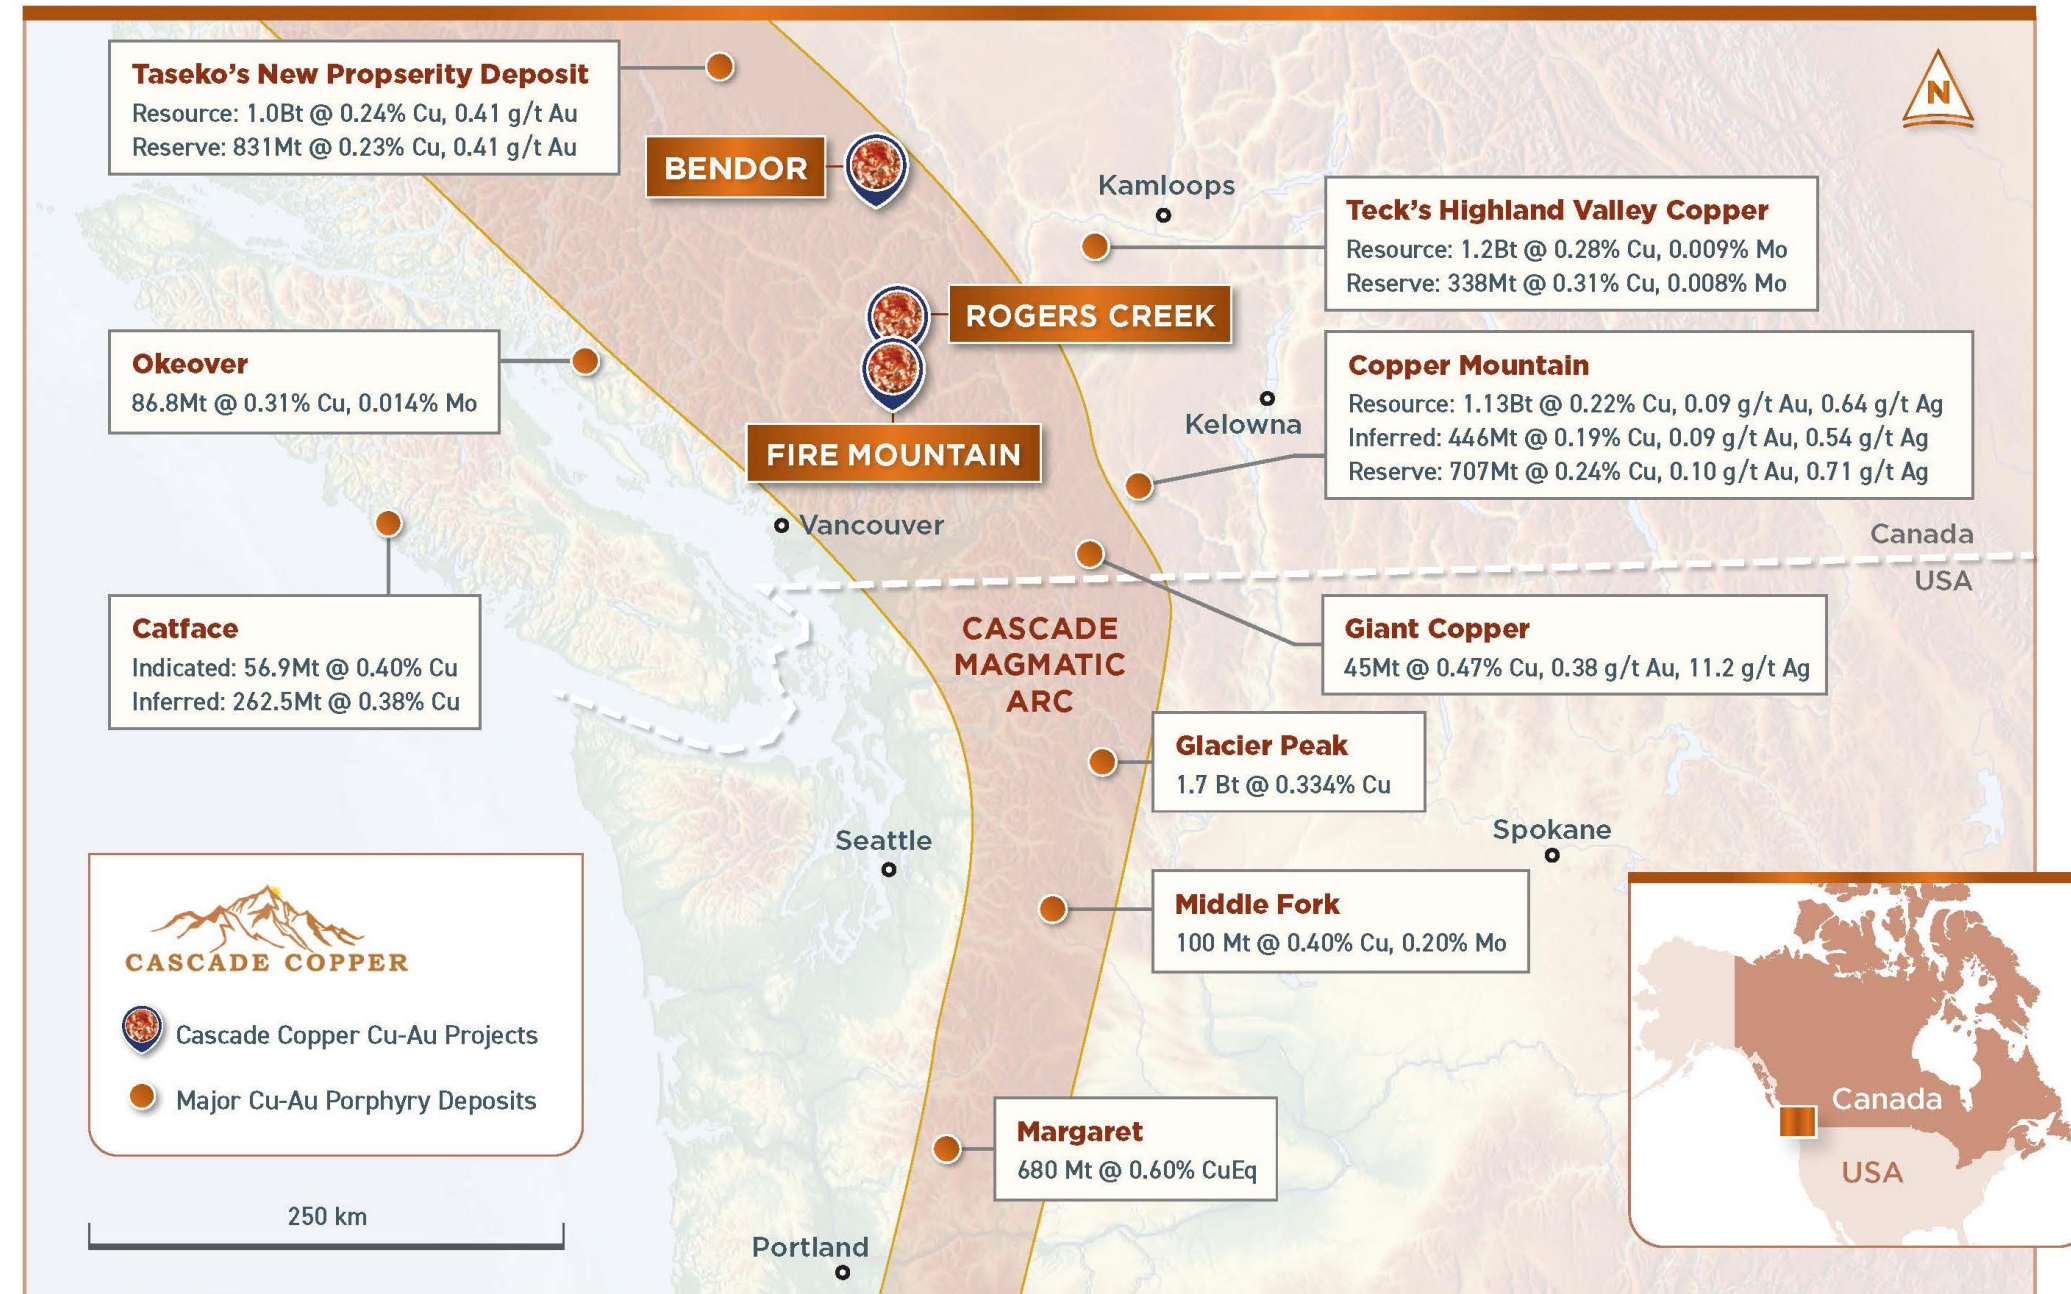 Taseko's New Propserity Deposit
Resource: 1.0Bt @ 0.24% Cu, 0.41 g/t Au
Reserve: 831Mt @ 0.23% Cu, 0.41 g/t Au
N
BENDOR
Kamloops
Teck's Highland Valley Copper
Resource: 1.2Bt @ 0.28% Cu, 0.009% Mo
Reserve: 338Mt @ 0.31% Cu, 0.008% Mo
ROGERS CREEK
Okeover
86.8Mt @ 0.31% Cu, 0.014% Mo
Copper Mountain
Resource: 1.13Bt @ 0.22% Cu, 0.09 g/t Au, 0.64 g/t Ag
Inferred: 446Mt @ 0.19% Cu, 0.09 g/t Au, 0.54 g/t Ag
Reserve: 707Mt @ 0.24% Cu, 0.10 g/t Au, 0.71 g/t Ag
Kelowna
FIRE MOUNTAIN
Vancouver
Canada
USA
Catface
Indicated: 56.9Mt @ 0.40% Cu
Inferred: 262.5Mt @ 0.38% Cu
CASCADE
MAGMATIC
ARC
Giant Copper
45Mt @ 0.47% Cu, 0.38 g/t Au, 11.2 g/t Ag
Glacier Peak
1.7 Bt @ 0.334% Cu
Seattle
Spokane
Middle Fork
100 Mt @ 0.40% Cu, 0.20% Mo
CASCADE COPPER
Cascade Copper Cu-Au Projects
Major Cu-Au Porphyry Deposits
Margaret
680 Mt @ 0.60% CuEq
Canada
USA
250 km
Portland